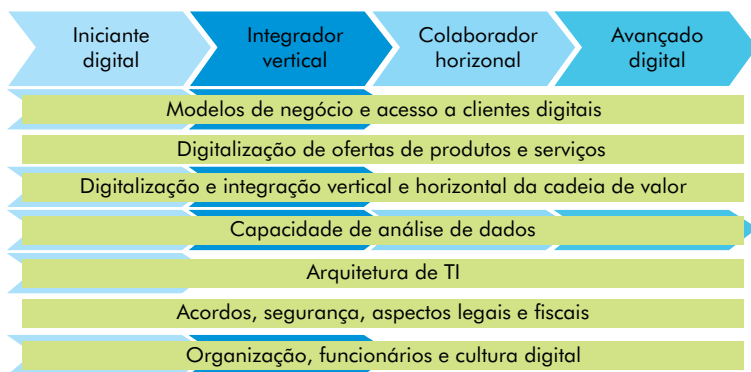 Iniciante
digital
Integrador
vertical
Colaborador
horizonal
Avançado
digital
Modelos de negócio e acesso a clientes digitais
Digitalização de ofertas de produtos e serviços
Digitalização e integração vertical e horizontal da cadeia de valor
Capacidade de análise de dados
Arquitetura de TI
Acordos, segurança, aspectos legais e fiscais
Organização, funcionários e cultura digital